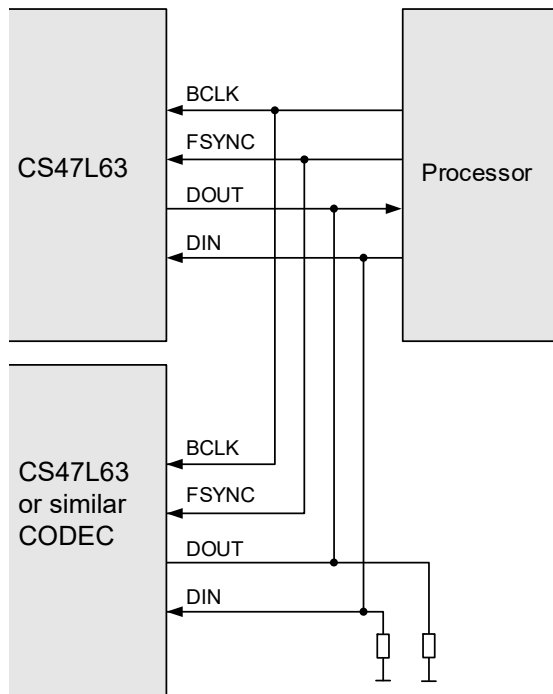 BCLK
FSYNC
CS47L63
Processor
DOUT
DIN
BCLK
CS47L63
FSYNC
or similar
CODEC
DOUT
DIN